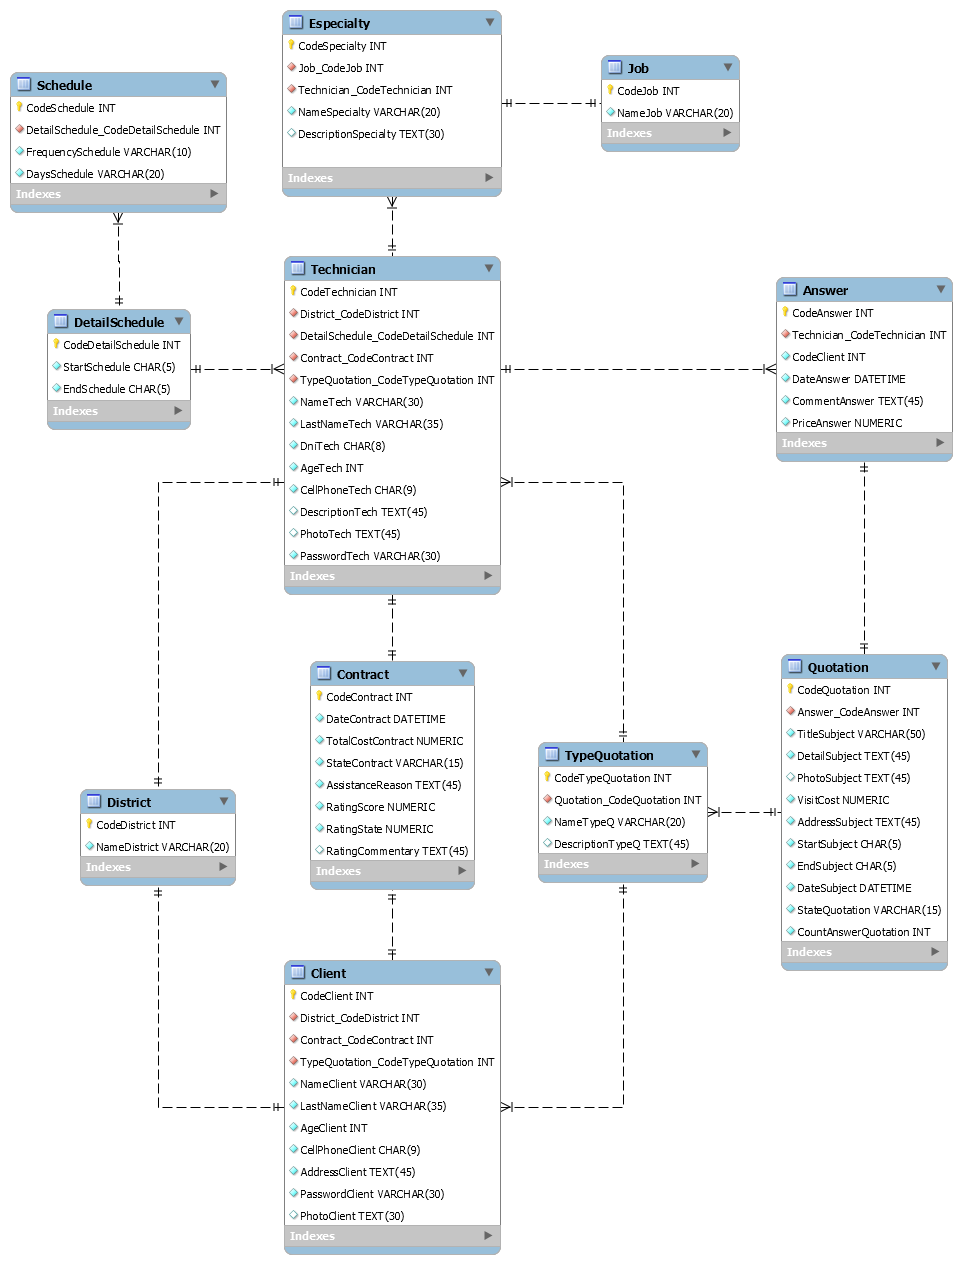 Especialty
CodeSpecialty INT
Job_CodeJob INT
Technician_CodeTechnician INT
NameSpecialty VARCHAR(20)
DescriptionSpecialty TEXT(30)
Indexes
Job
CodeJob INT
NameJob VARCHAR(20)
Indexes
Schedule
CodeSchedule INT
DetailSchedule_CodeDetailSchedule INT
FrequencySchedule VARCHAR(10)
DaysSchedule VARCHAR(20)
Indexes
Technician
CodeTechnician INT
District_CodeDistrict INT
DetailSchedule_CodeDetailSchedule INT
Contract_CodeContract INT
TypeQuotation_CodeTypeQuotation INT
NameTech VARCHAR(30)
LastNameTech VARCHAR(35)
DniTech CHAR(8)
AgeTech INT
CellPhoneTech CHAR(9)
DescriptionTech TEXT(45)
PhotoTech TEXT(45)
PasswordTech VARCHAR(30)
Indexes
Answer
CodeAnswer INT
Technician_CodeTechnician INT
CodeClient INT
DateAnswer DATETIME
CommentAnswer TEXT(45)
PriceAnswer NUMERIC
Indexes
DetailSchedule
CodeDetailSchedule INT
StartSchedule CHAR(5)
EndSchedule CHAR(5)
Indexes
Contract
CodeContract INT
DateContract DATETIME
TotalCostContract NUMERIC
StateContract VARCHAR(15)
AssistanceReason TEXT(45)
RatingScore NUMERIC
RatingState NUMERIC
RatingCommentary TEXT(45)
Indexes
Quotation
CodeQuotation INT
Answer_CodeAnswer INT
TitleSubject VARCHAR(50)
DetailSubject TEXT(45)
PhotoSubject TEXT(45)
VisitCost NUMERIC
AddressSubject TEXT(45)
StartSubject CHAR(5)
EndSubject CHAR(5)
DateSubject DATETIME
StateQuotation VARCHAR(15)
CountAnswerQuotation INT
Indexes
TypeQuotation
CodeTypeQuotation INT
Quotation_CodeQuotation INT
NameTypeQ VARCHAR(20)
DescriptionTypeQ TEXT(45)
Indexes
District
CodeDistrict INT
NameDistrict VARCHAR(20)
Indexes
Client
CodeClient INT
District_CodeDistrict INT
Contract_CodeContract INT
TypeQuotation_CodeTypeQuotation INT
NameClient VARCHAR(30)
LastNameClient VARCHAR(35)
AgeClient INT
CellPhoneClient CHAR(9)
AddressClient TEXT(45)
PasswordClient VARCHAR(30)
PhotoClient TEXT(30)
Indexes